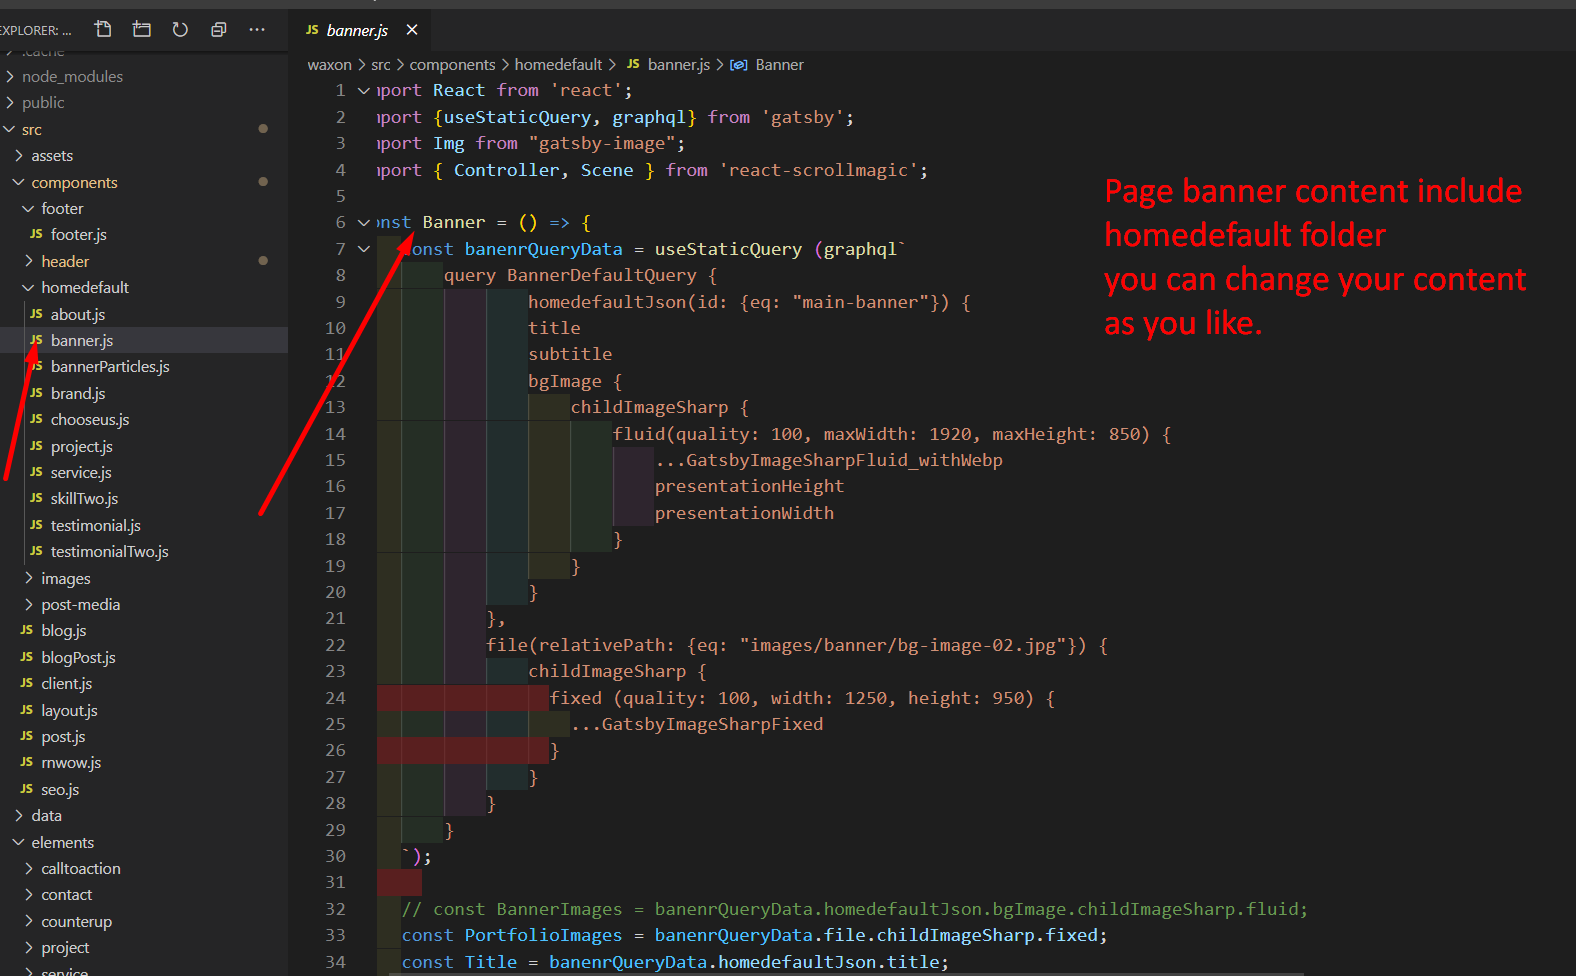 EXPLORER: ...
.cache
node_modules
public
src
assets
components
footer
JS footer.js
header
homedefault
JS about.js
JS banner.js
JS bannerParticles.js
JS brand.js
JS chooseus.js
JS project.js
JS service.js
JS skillTwo.js
JS testimonial.js
JS testimonialTwo.js
images
post-media
JS blog.js
JS blogPost.js
JS client.js
JS layout.js
JS post.js
JS rnwow.js
JS seo.js
data
elements
calltoaction
contact
counterup
project
service
JS banner.js
waxon > src > components > homedefault > JS banner.js > Banner
1 mport React from 'react';
2 mport {useStaticQuery, graphql} from 'gatsby';
3 mport Img from "gatsby-image";
4 mport { Controller, Scene } from 'react-scrollmagic';
5
6 onst Banner = () => {
7 const banenrQueryData = useStaticQuery (graphql`
8 query BannerDefaultQuery {
9 homedefaultJson(id: {eq: "main-banner"}) {
10 title
11 subtitle
12 bgImage {
13 childImageSharp {
14 fluid(quality: 100, maxWidth: 1920, maxHeight: 850) {
15 ...GatsbyImageSharpFluid_withWebp
16 presentationHeight
17 presentationWidth
18 }
19 }
20 }
21 },
22 file(relativePath: {eq: "images/banner/bg-image-02.jpg"}) {
23 childImageSharp {
24 fixed (quality: 100, width: 1250, height: 950) {
25 ...GatsbyImageSharpFixed
26 }
27 }
28 }
29 }
30 `);
31
32 // const BannerImages = banenrQueryData.homedefaultJson.bgImage.childImageSharp.fluid;
33 const PortfolioImages = banenrQueryData.file.childImageSharp.fixed;
34 const Title = banenrQueryData.homedefaultJson.title;
Page banner content include
homedefault folder
you can change your content
as you like.